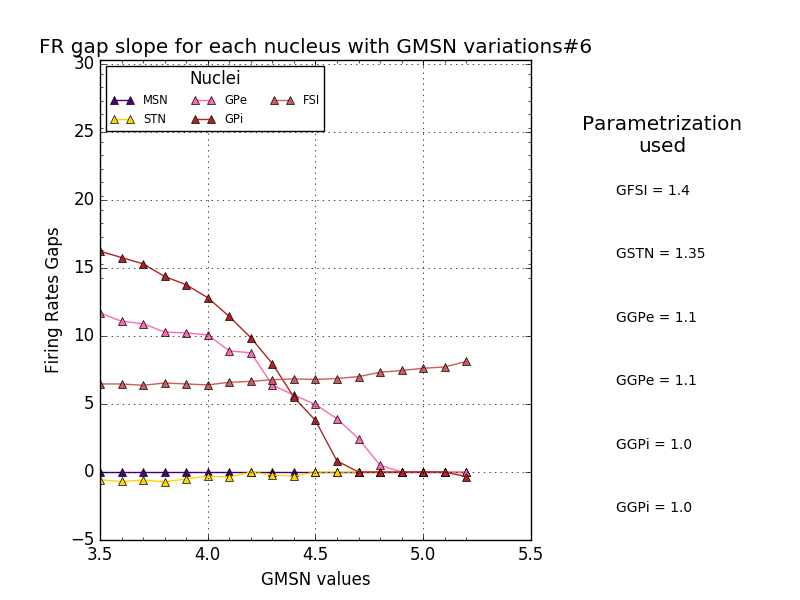 FR gap slope for each nucleus with GMSN variations#6
Nuclei
MSN
GPe
FSI
STN
GPi
30
25
20
15
10
5
0
−5
Firing Rates Gaps
3.5
4.0
4.5
5.0
5.5
GMSN values
Parametrization
used
GFSI = 1.4
GSTN = 1.35
GGPe = 1.1
GGPe = 1.1
GGPi = 1.0
GGPi = 1.0